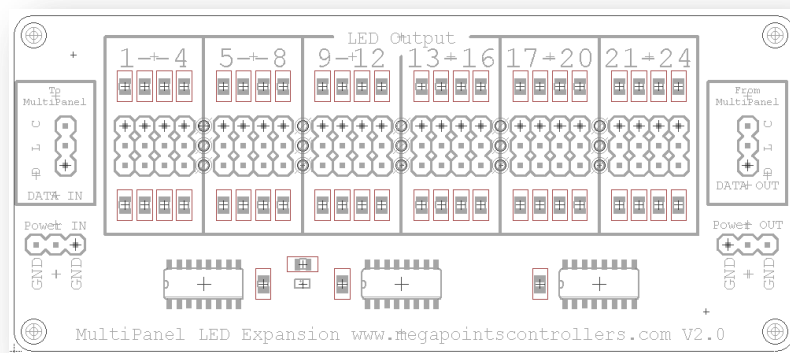 LED Output
1--4 5--8 9-12 13-16 17-20 21-24
To
MultiPanel
C
L
D
DATA IN
From
MultiPanel
C
L
D
DATA OUT
Power IN
GND + GND
Power OUT
GND + GND
MultiPanel LED Expansion www.megapointscontrollers.com V2.0